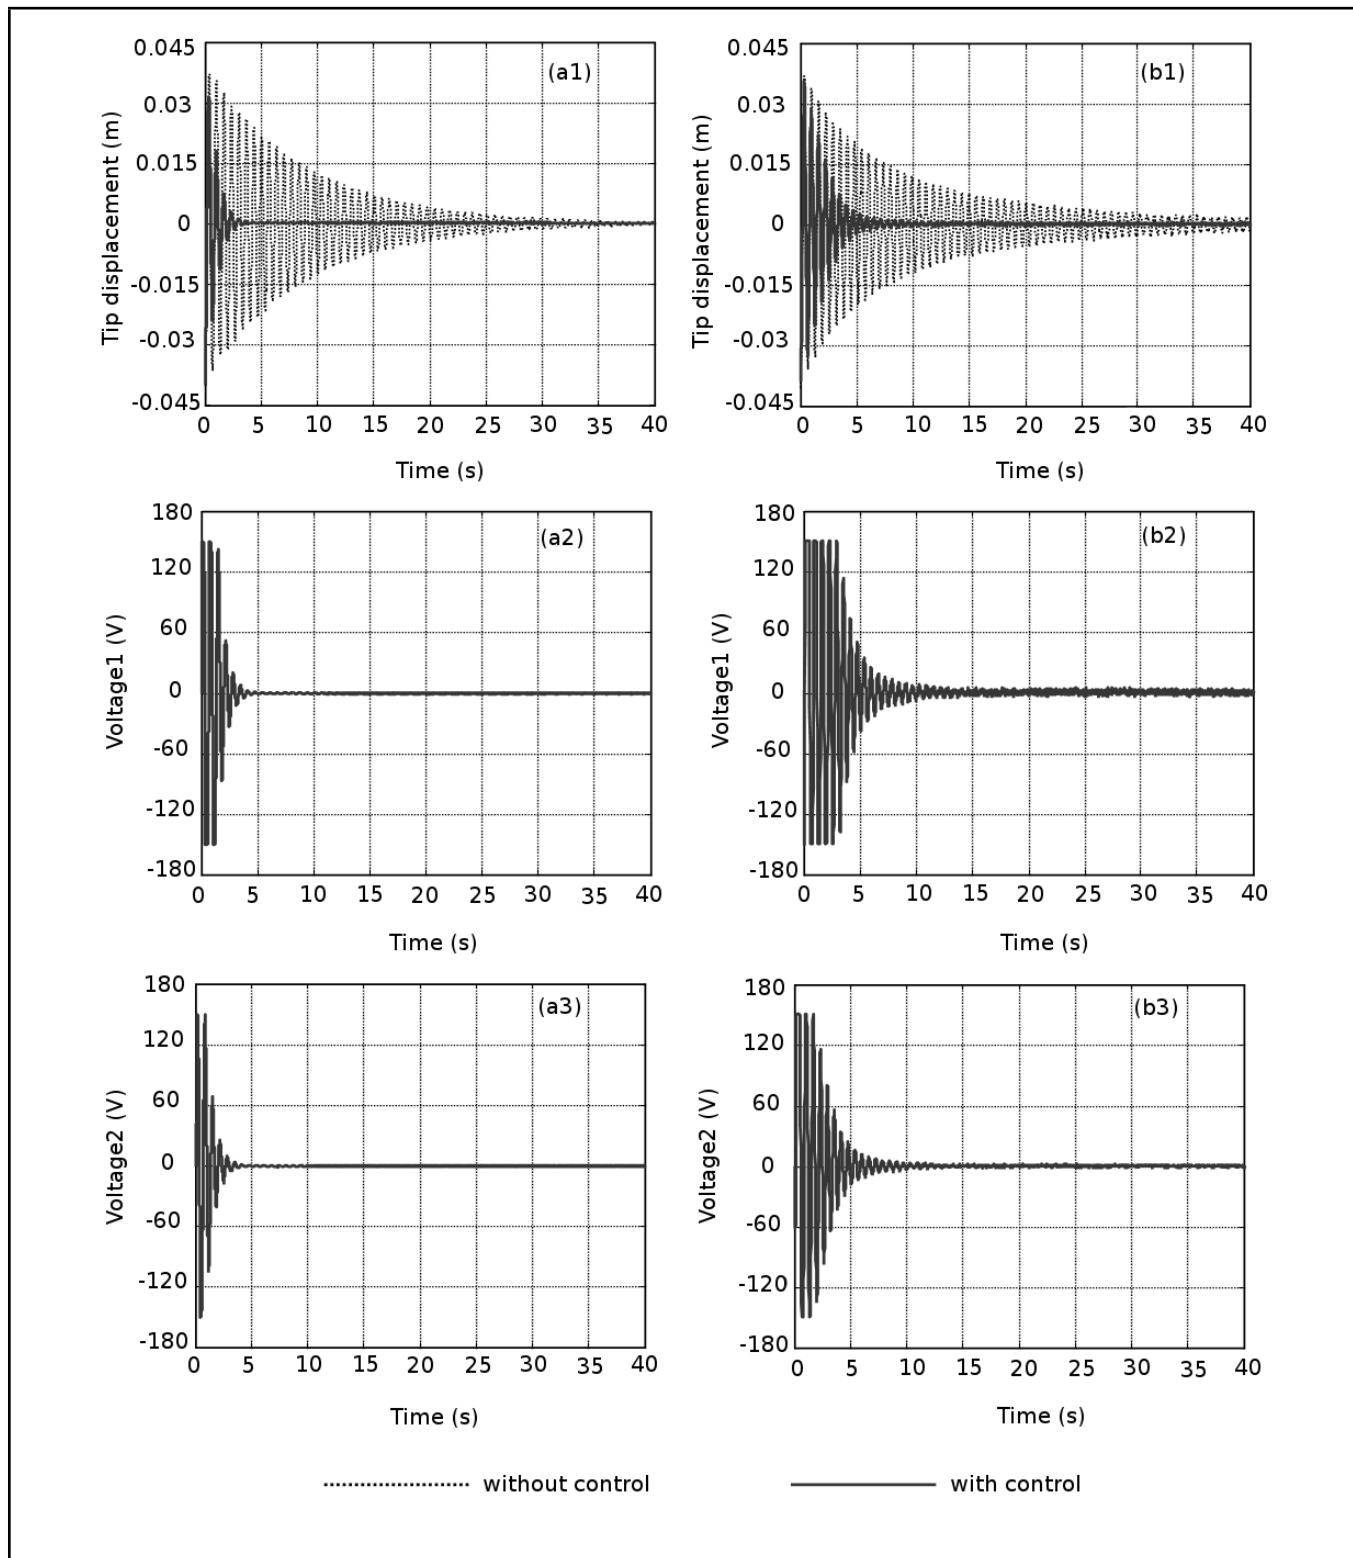 0.045
0.03
0.015
0
-0.015
-0.03
-0.045
Tip displacement (m)
(a1)
0 5 10 15 20 25 30 35 40
Time (s)
0.045
0.03
0.015
0
-0.015
-0.03
-0.045
Tip displacement (m)
(b1)
0 5 10 15 20 25 30 35 40
Time (s)
180
120
60
0
-60
-120
-180
Voltage1 (V)
(a2)
0 5 10 15 20 25 30 35 40
Time (s)
180
120
60
0
-60
-120
-180
Voltage1 (V)
(b2)
0 5 10 15 20 25 30 35 40
Time (s)
180
120
60
0
-60
-120
-180
Voltage2 (V)
(a3)
0 5 10 15 20 25 30 35 40
Time (s)
180
120
60
0
-60
-120
-180
Voltage2 (V)
(b3)
0 5 10 15 20 25 30 35 40
Time (s)
without control
with control